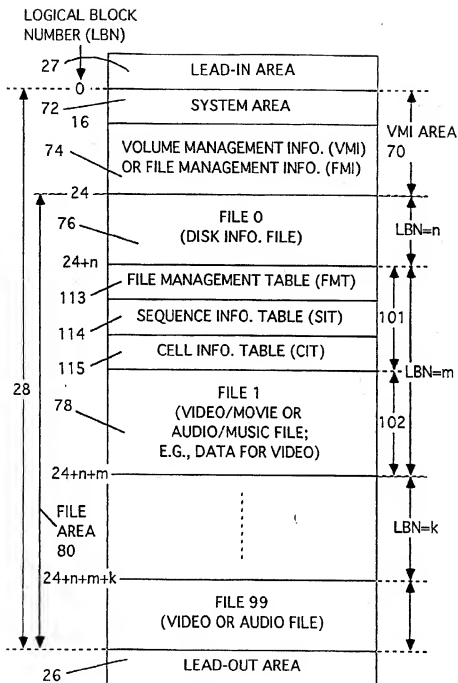 LOGICAL BLOCK
NUMBER (LBN)
27
LEAD-IN AREA
0
72
SYSTEM AREA
16
74
VOLUME MANAGEMENT INFO. (VMI)
OR FILE MANAGEMENT INFO. (FMI)
VMI AREA
70
24
76
FILE 0
(DISK INFO. FILE)
LBN=n
24+n
113
FILE MANAGEMENT TABLE (FMT)
114
SEQUENCE INFO. TABLE (SIT)
101
115
CELL INFO. TABLE (CIT)
LBN=m
28
78
FILE 1
(VIDEO/MOVIE OR
AUDIO/MUSIC FILE;
E.G., DATA FOR VIDEO)
102
24+n+m
FILE
AREA
80
LBN=k
24+n+m+k
FILE 99
(VIDEO OR AUDIO FILE)
26
LEAD-OUT AREA